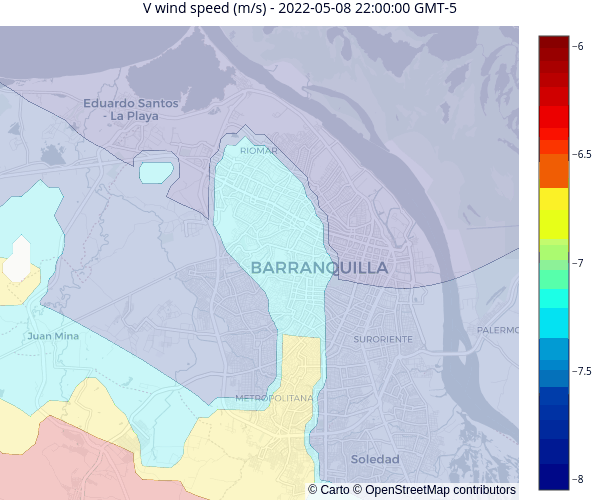 V wind speed (m/s) - 2022-05-08 22:00:00 GMT-5
−6
Eduardo Santos
- La Playa
RIOMAR
−6.5
−7
BARRANQUILLA
Juan Mina
SURORIENTE
PALERMO
−7.5
METROPOLITANA
Soledad
−8
© Carto © OpenStreetMap contributors